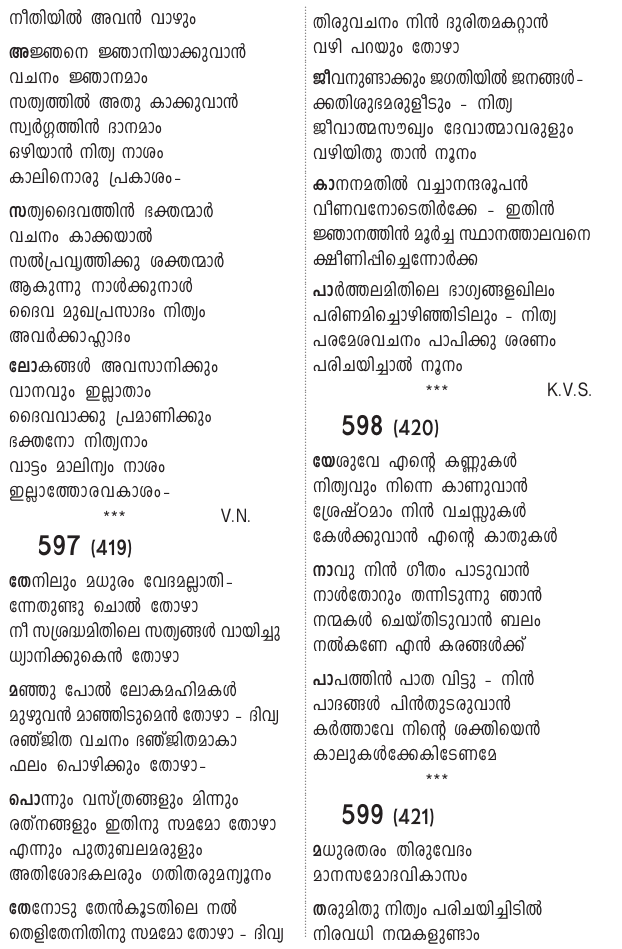 നീതിയിൽ അവൻ വാഴും
അജ്ഞനെ ജ്ഞാനിയാക്കുവാൻ
വചനം ജ്ഞാനമാം
സത്യത്തിൽ അതു കാക്കുവാൻ
സ്വർഗ്ഗത്തിൻ ദാനമാം
ഒഴിയാൻ നിത്യ നാശം
കാലിനൊരു പ്രകാശം-
സത്യദൈവത്തിൻ ഭക്തന്മാർ
വചനം കാക്കയാൽ
സൽപ്രവൃത്തിക്കു ശക്തന്മാർ
ആകുന്നു നാൾക്കുനാൾ
ദൈവ മുഖപ്രസാദം നിത്യം
അവർക്കാഹ്ലാദം
ലോകങ്ങൾ അവസാനിക്കും
വാനവും ഇല്ലാതാം
ദൈവവാക്കു പ്രമാണിക്കും
ഭക്തനോ നിത്യനാം
വാട്ടം മാലിന്യം നാശം
ഇല്ലാത്തോരവകാശം-
*** V.N.
597 (419)
തേനിലും മധുരം വേദമല്ലാതി-
ന്നേതുണ്ടു ചൊൽ തോഴാ
നീ സശ്രദ്ധമിതിലെ സത്യങ്ങൾ വായിച്ചു
ധ്യാനിക്കുകെൻ തോഴാ
മഞ്ഞു പോൽ ലോകമഹിമകൾ
മുഴുവൻ മാഞ്ഞിടുമെൻ തോഴാ - ദിവ്യ
രഞ്ജിത വചനം ഭഞ്ജിതമാകാ
ഫലം പൊഴിക്കും തോഴാ-
പൊന്നും വസ്ത്രങ്ങളും മിന്നും
രത്നങ്ങളും ഇതിനു സമമോ തോഴാ
എന്നും പുതുബലമരുളും
അതിശോഭകലരും ഗതിതരുമന്യൂനം
തേനോടു തേൻകൂടതിലെ നൽ
തെളിതേനിതിനു സമമോ തോഴാ - ദിവ്യ
തിരുവചനം നിൻ ദുരിതമകറ്റാൻ
വഴി പറയും തോഴാ
ജീവനുണ്ടാക്കും ജഗതിയിൽ ജനങ്ങൾ-
ക്കതിശുഭമരുളീടും - നിത്യ
ജീവാത്മസൗഖ്യം ദേവാത്മാവരുളും
വഴിയിതു താൻ നൂനം
കാനനമതിൽ വച്ചാനന്ദരൂപൻ
വീണവനോടെതിർക്കേ - ഇതിൻ
ജ്ഞാനത്തിൻ മൂർച്ച സ്ഥാനത്താലവനെ
ക്ഷീണിപ്പിച്ചെന്നോർക്ക
പാർത്തലമിതിലെ ഭാഗ്യങ്ങളഖിലം
പരിണമിച്ചൊഴിഞ്ഞിടിലും - നിത്യ
പരമേശവചനം പാപിക്കു ശരണം
പരിചയിച്ചാൽ നൂനം
*** K.V.S.
598 (420)
യേശുവേ എന്റെ കണ്ണുകൾ
നിത്യവും നിന്നെ കാണുവാൻ
ശ്രേഷ്ഠമാം നിൻ വചസ്സുകൾ
കേൾക്കുവാൻ എന്റെ കാതുകൾ
നാവു നിൻ ഗീതം പാടുവാൻ
നാൾതോറും തന്നിടുന്നു ഞാൻ
നന്മകൾ ചെയ്തിടുവാൻ ബലം
നൽകണേ എൻ കരങ്ങൾക്ക്
പാപത്തിൻ പാത വിട്ടു - നിൻ
പാദങ്ങൾ പിൻതുടരുവാൻ
കർത്താവേ നിന്റെ ശക്തിയെൻ
കാലുകൾക്കേകിടേണമേ
***
599 (421)
മധുരതരം തിരുവേദം
മാനസമോദവികാസം
തരുമിതു നിത്യം പരിചയിച്ചിടിൽ
നിരവധി നന്മകളുണ്ടാം